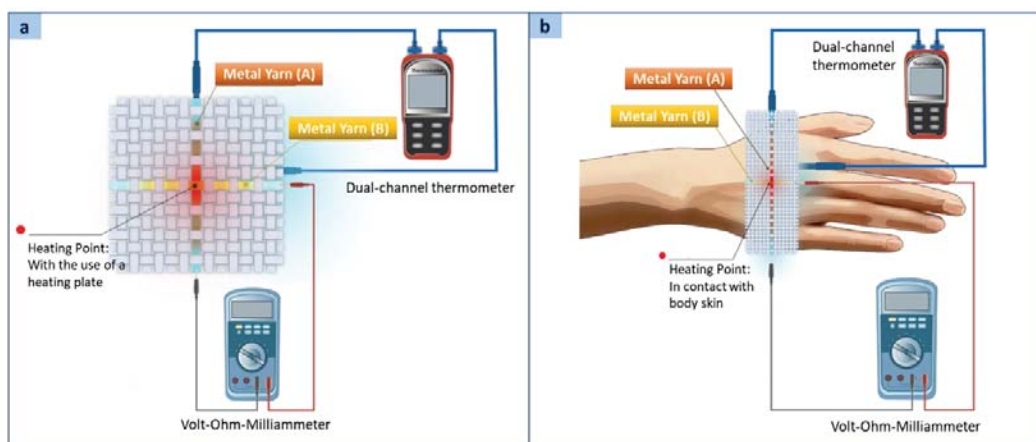 a
Thermometer
Metal Yarn (A)
Metal Yarn (B)
Dual-channel thermometer
Heating Point:
With the use of a
heating plate
Volt-Ohm-Milliammeter
b
Dual-channel
thermometer
Metal Yarn (A)
Metal Yarn (B)
Heating Point:
In contact with
body skin
Volt-Ohm-Milliammeter